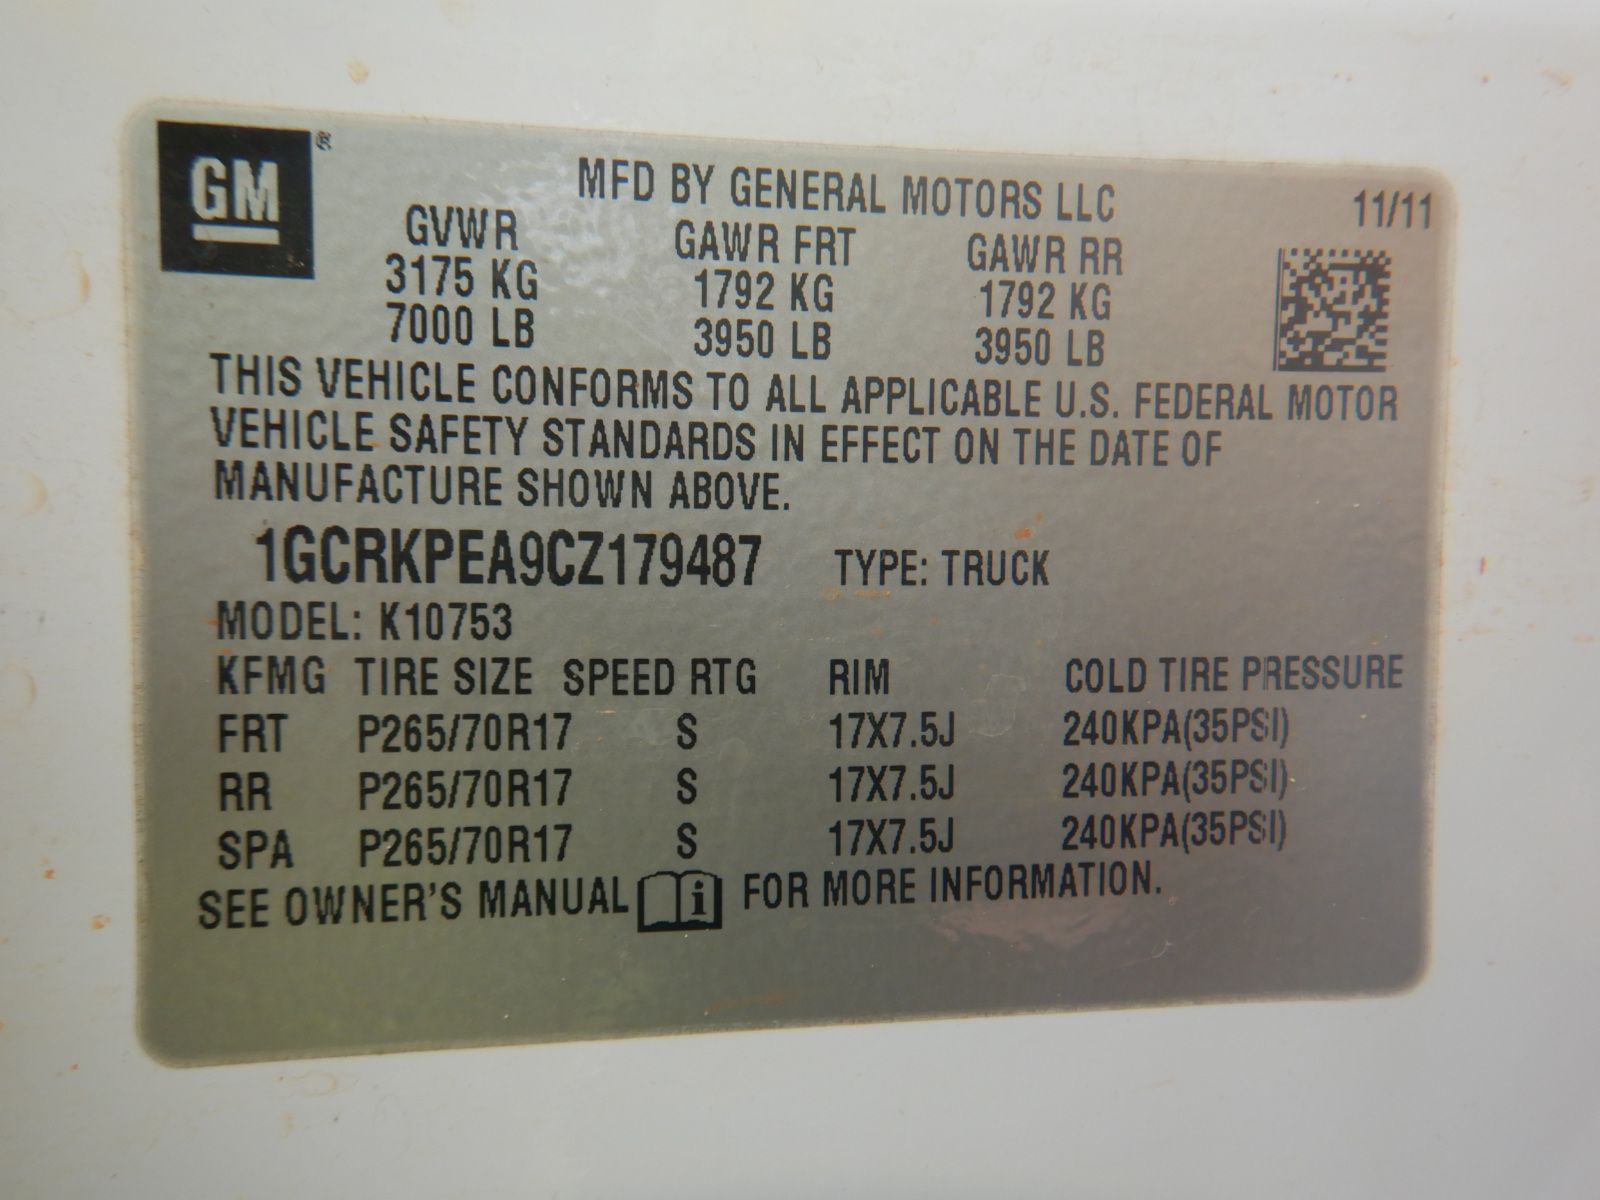 GM®
MFD BY GENERAL MOTORS LLC 11/11
GVWR GAWR FRT GAWR RR
3175 KG 1792 KG 1792 KG
7000 LB 3950 LB 3950 LB
THIS VEHICLE CONFORMS TO ALL APPLICABLE U.S. FEDERAL MOTOR
VEHICLE SAFETY STANDARDS IN EFFECT ON THE DATE OF
MANUFACTURE SHOWN ABOVE.
1GCRKPEA9CZ179487 TYPE: TRUCK
MODEL: K10753
KFMG TIRE SIZE SPEED RTG RIM COLD TIRE PRESSURE
FRT P265/70R17 S 17X7.5J 240KPA(35PSI)
RR P265/70R17 S 17X7.5J 240KPA(35PSI)
SPA P265/70R17 S 17X7.5J 240KPA(35PSI)
SEE OWNER'S MANUAL i FOR MORE INFORMATION.